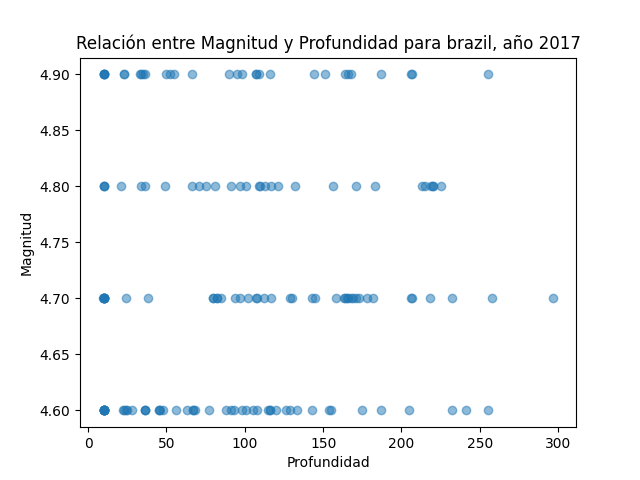 Relación entre Magnitud y Profundidad para brazil, año 2017
4.90
4.85
4.80
4.75
4.70
4.65
4.60
Magnitud
0 50 100 150 200 250 300
Profundidad